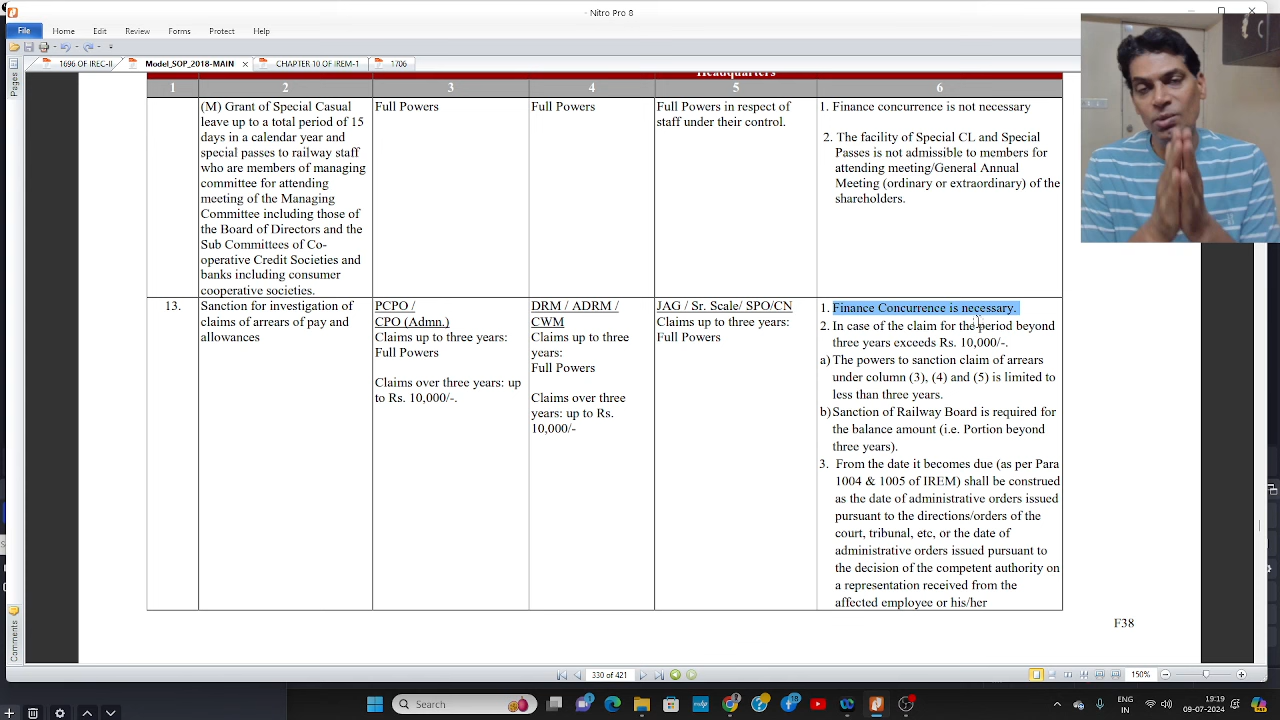 - Nitro Pro 8
File
Home
Edit
Review
Forms
Protect
Help
1696 OF IREC-II
Model_SOP_2018-MAIN
CHAPTER 10 OF IREM-1
1706
Pages
Headquarters
1
2
3
4
5
6
(M) Grant of Special Casual
leave up to a total period of 15
days in a calendar year and
special passes to railway staff
who are members of managing
committee for attending
meeting of the Managing
Committee including those of
the Board of Directors and the
Sub Committees of Co-
operative Credit Societies and
banks including consumer
cooperative societies.
Full Powers
Full Powers
Full Powers in respect of
staff under their control.
1. Finance concurrence is not necessary
2. The facility of Special CL and Special
Passes is not admissible to members for
attending meeting/General Annual
Meeting (ordinary or extraordinary) of the
shareholders.
13.
Sanction for investigation of
claims of arrears of pay and
allowances
PCPO /
CPO (Admn.)
Claims up to three years:
Full Powers
Claims over three years: up
to Rs. 10,000/-.
DRM / ADRM /
CWM
Claims up to three
years:
Full Powers
Claims over three
years: up to Rs.
10,000/-
JAG / Sr. Scale/ SPO/CN
Claims up to three years:
Full Powers
1. Finance Concurrence is necessary.
2. In case of the claim for the period beyond
three years exceeds Rs. 10,000/-.
a) The powers to sanction claim of arrears
under column (3), (4) and (5) is limited to
less than three years.
b) Sanction of Railway Board is required for
the balance amount (i.e. Portion beyond
three years).
3. From the date it becomes due (as per Para
1004 & 1005 of IREM) shall be construed
as the date of administrative orders issued
pursuant to the directions/orders of the
court, tribunal, etc, or the date of
administrative orders issued pursuant to
the decision of the competent authority on
a representation received from the
affected employee or his/her
F38
Comments
330 of 421
150%
Search
ENG
IN
19:19
09-07-2024